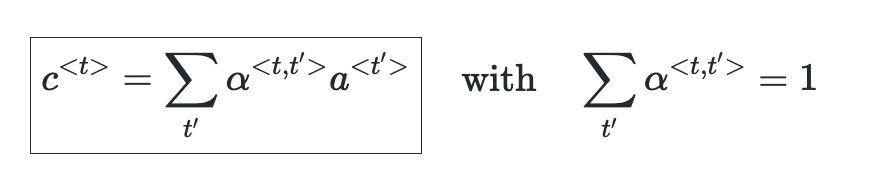 c^{<t>} = \sum_{t'} \alpha^{<t,t'>} a^{<t'>} with \sum_{t'} \alpha^{<t,t'>} = 1